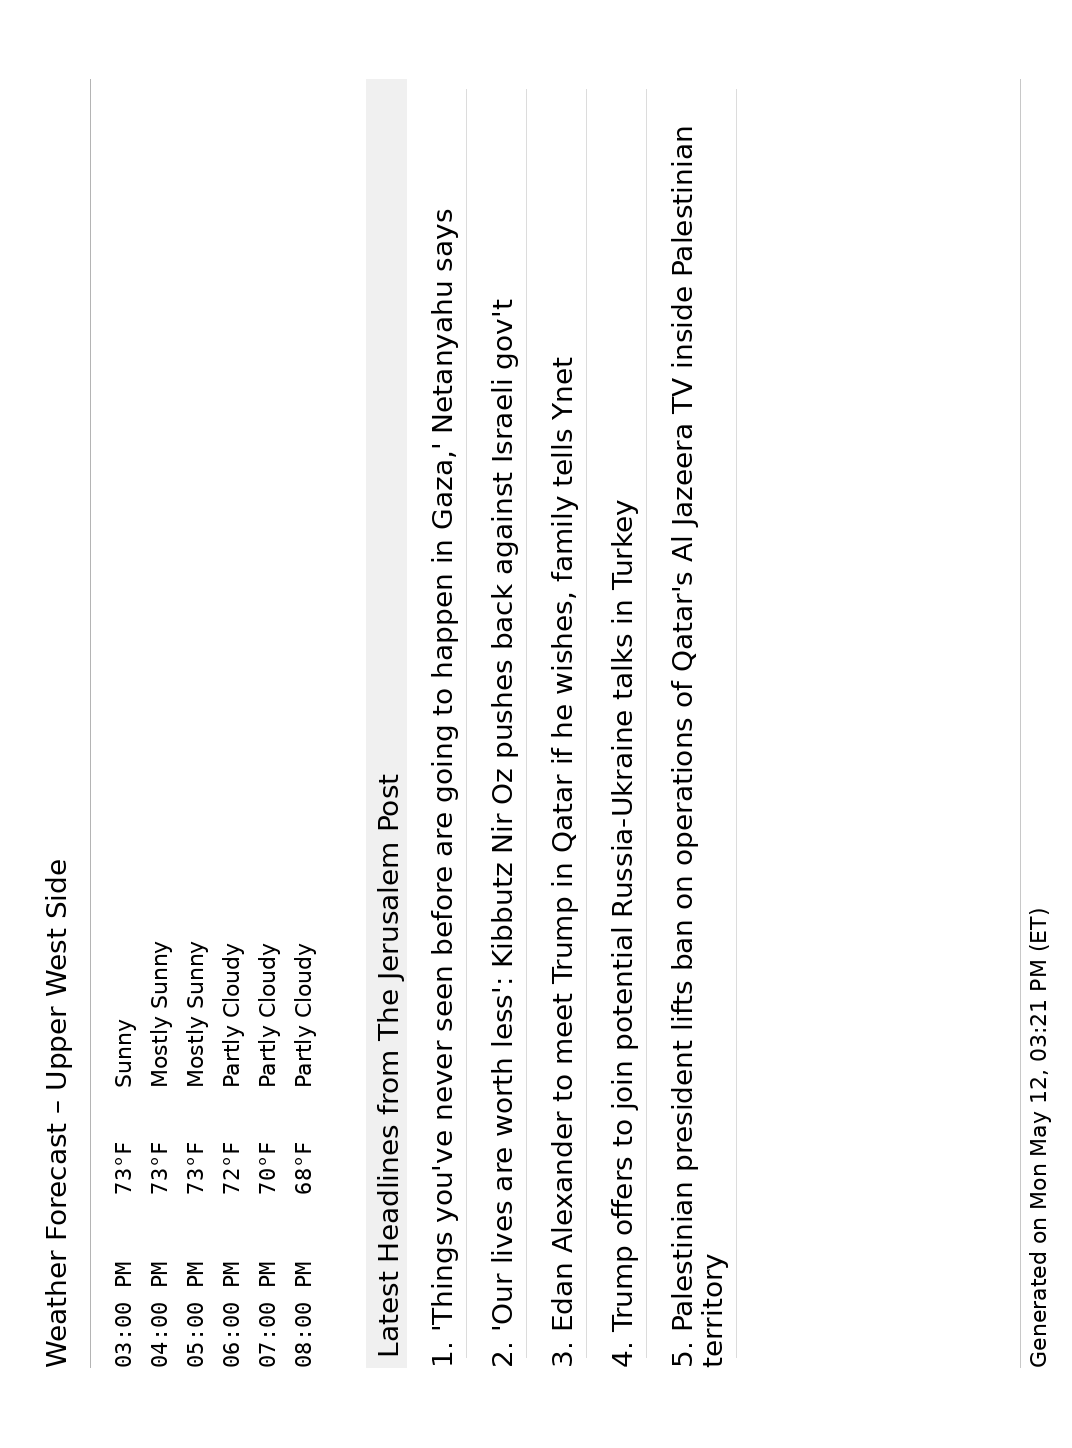 Weather Forecast – Upper West Side
03:00 PM 73°F Sunny
04:00 PM 73°F Mostly Sunny
05:00 PM 73°F Mostly Sunny
06:00 PM 72°F Partly Cloudy
07:00 PM 70°F Partly Cloudy
08:00 PM 68°F Partly Cloudy
Latest Headlines from The Jerusalem Post
1. 'Things you've never seen before are going to happen in Gaza,' Netanyahu says
2. 'Our lives are worth less': Kibbutz Nir Oz pushes back against Israeli gov't
3. Edan Alexander to meet Trump in Qatar if he wishes, family tells Ynet
4. Trump offers to join potential Russia-Ukraine talks in Turkey
5. Palestinian president lifts ban on operations of Qatar's Al Jazeera TV inside Palestinian
territory
Generated on Mon May 12, 03:21 PM (ET)